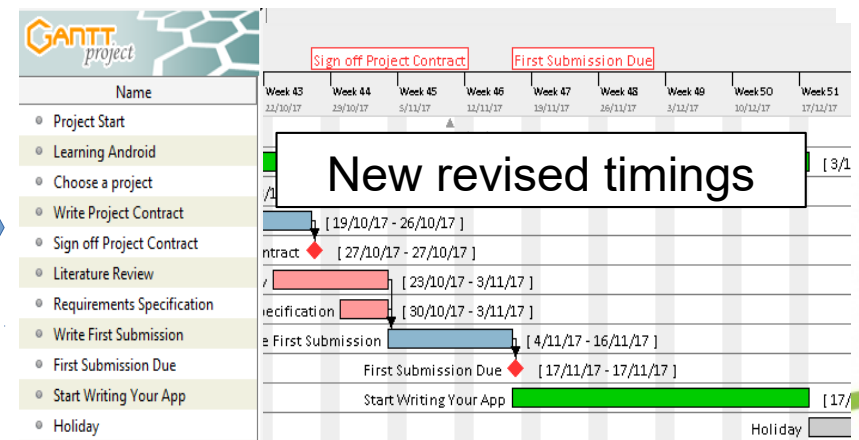 GANTT
project
Sign off Project Contract
First Submission Due
Name
Week 43
Week 44
Week 45
Week 46
Week 47
Week 48
Week 49
Week 50
Week 51
22/10/17
29/10/17
5/11/17
12/11/17
19/11/17
26/11/17
3/12/17
10/12/17
17/12/17
Project Start
Learning Android
[ 3/1
New revised timings
Choose a project
Write Project Contract
[ 19/10/17 - 26/10/17 ]
Sign off Project Contract
ntract
[ 27/10/17 - 27/10/17 ]
Literature Review
[ 23/10/17 - 3/11/17 ]
Requirements Specification
ecification
[ 30/10/17 - 3/11/17 ]
Write First Submission
e First Submission
[ 4/11/17 - 16/11/17 ]
First Submission Due
First Submission Due
[ 17/11/17 - 17/11/17 ]
Start Writing Your App
Start Writing Your App
[ 17/
Holiday
Holiday